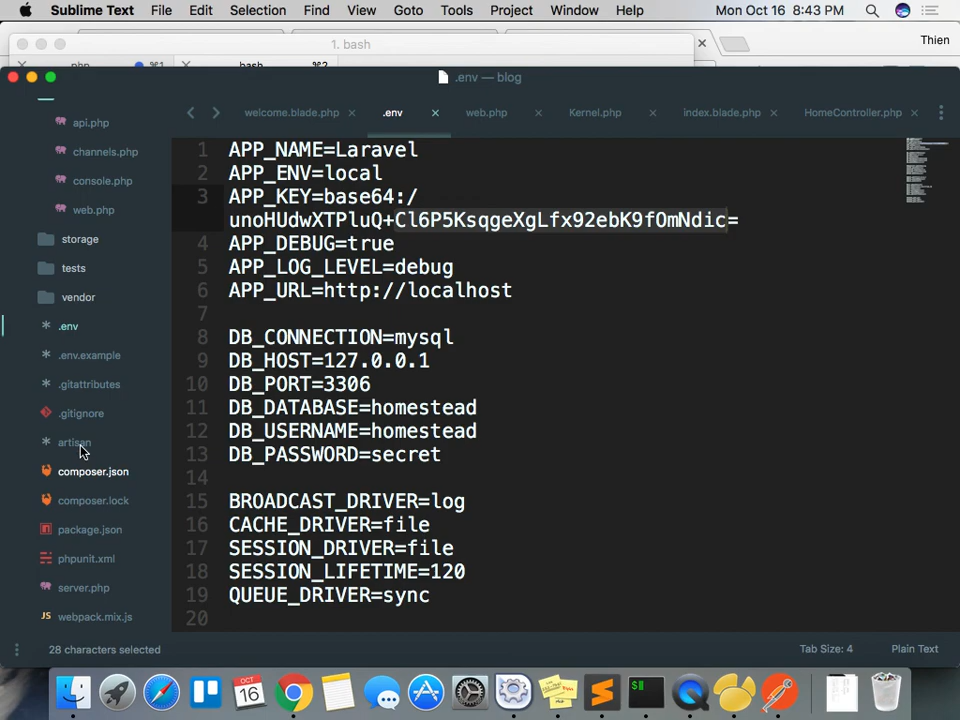 Sublime Text File Edit Selection Find View Goto Tools Project Window Help Mon Oct 16 8:43 PM
1. bash
Thien
php ⌘1 bash ⌘2
.env — blog
welcome.blade.php .env web.php Kernel.php index.blade.php HomeController.php
api.php
channels.php
console.php
web.php
storage
tests
vendor
.env
.env.example
.gitattributes
.gitignore
artisan
composer.json
composer.lock
package.json
phpunit.xml
server.php
JS webpack.mix.js
1 APP_NAME=Laravel
2 APP_ENV=local
3 APP_KEY=base64:/
unoHUdwXTPluQ+Cl6P5KsqgeXgLfx92ebK9fOmNdic=
4 APP_DEBUG=true
5 APP_LOG_LEVEL=debug
6 APP_URL=http://localhost
7
8 DB_CONNECTION=mysql
9 DB_HOST=127.0.0.1
10 DB_PORT=3306
11 DB_DATABASE=homestead
12 DB_USERNAME=homestead
13 DB_PASSWORD=secret
14
15 BROADCAST_DRIVER=log
16 CACHE_DRIVER=file
17 SESSION_DRIVER=file
18 SESSION_LIFETIME=120
19 QUEUE_DRIVER=sync
20
28 characters selected Tab Size: 4 Plain Text
OCT
16